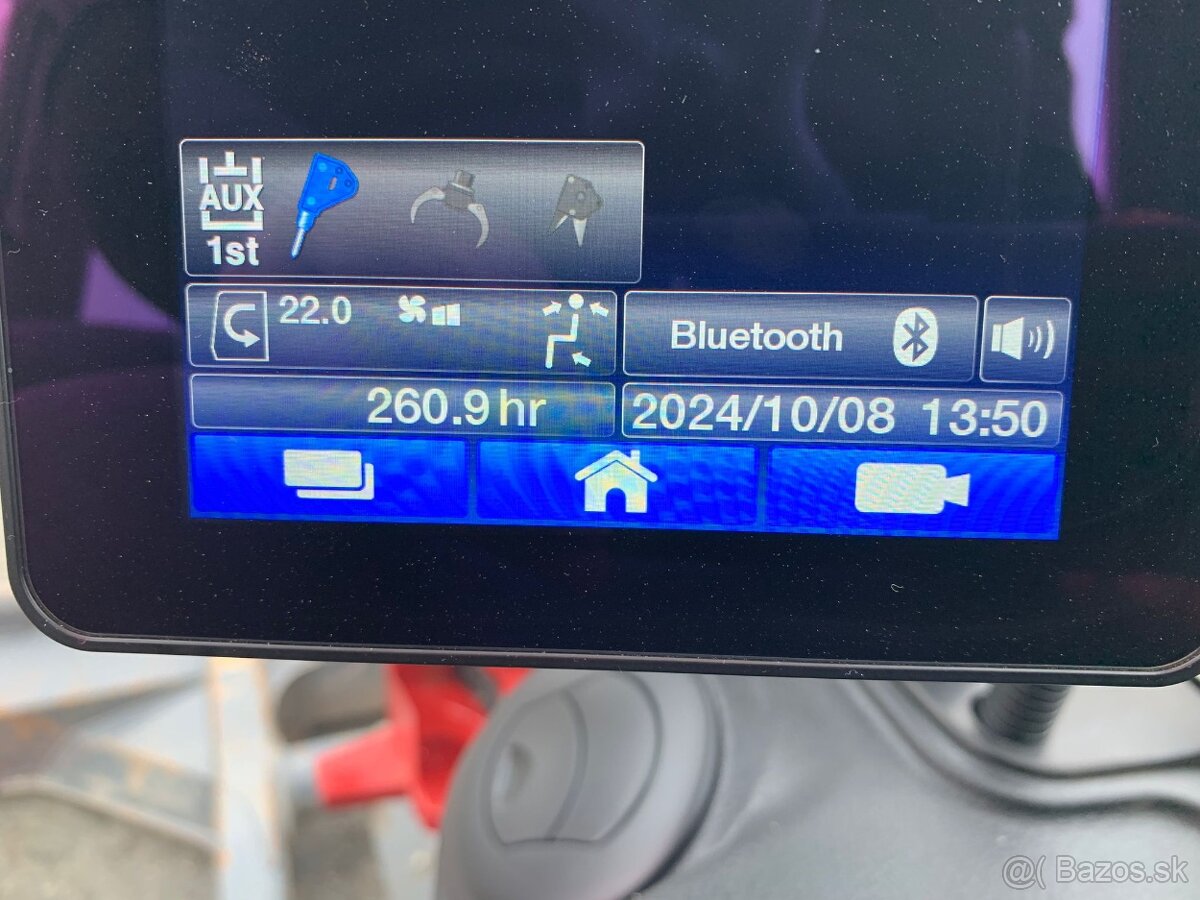 AUX
1st
22.0
Bluetooth
260.9 hr
2024/10/08 13:50
@( Bazos.sk